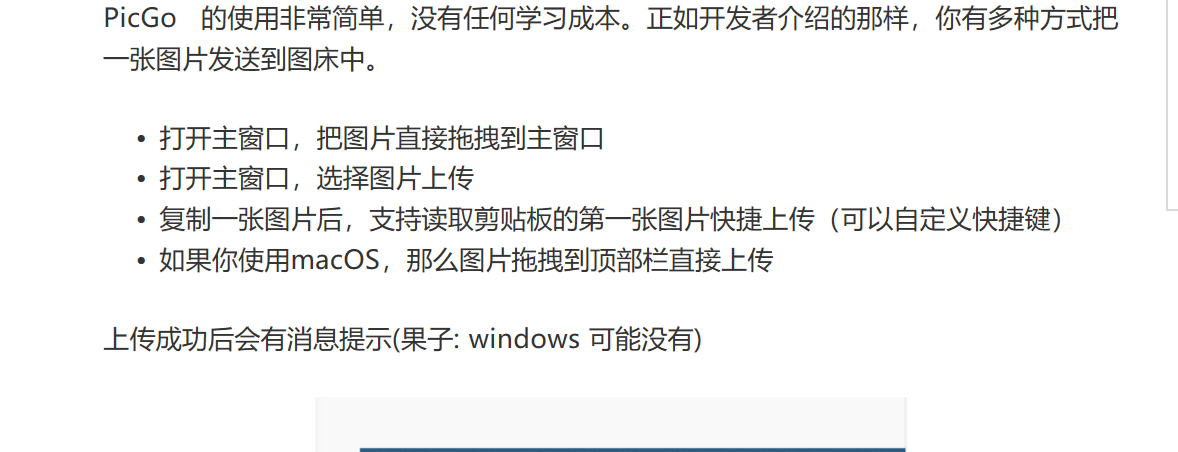 PicGo 的使用非常简单，没有任何学习成本。正如开发者介绍的那样，你有多种方式把
一张图片发送到图床中。
• 打开主窗口，把图片直接拖拽到主窗口
• 打开主窗口，选择图片上传
• 复制一张图片后，支持读取剪贴板的第一张图片快捷上传（可以自定义快捷键）
• 如果你使用macOS，那么图片拖拽到顶部栏直接上传
上传成功后会有消息提示(果子: windows 可能没有)